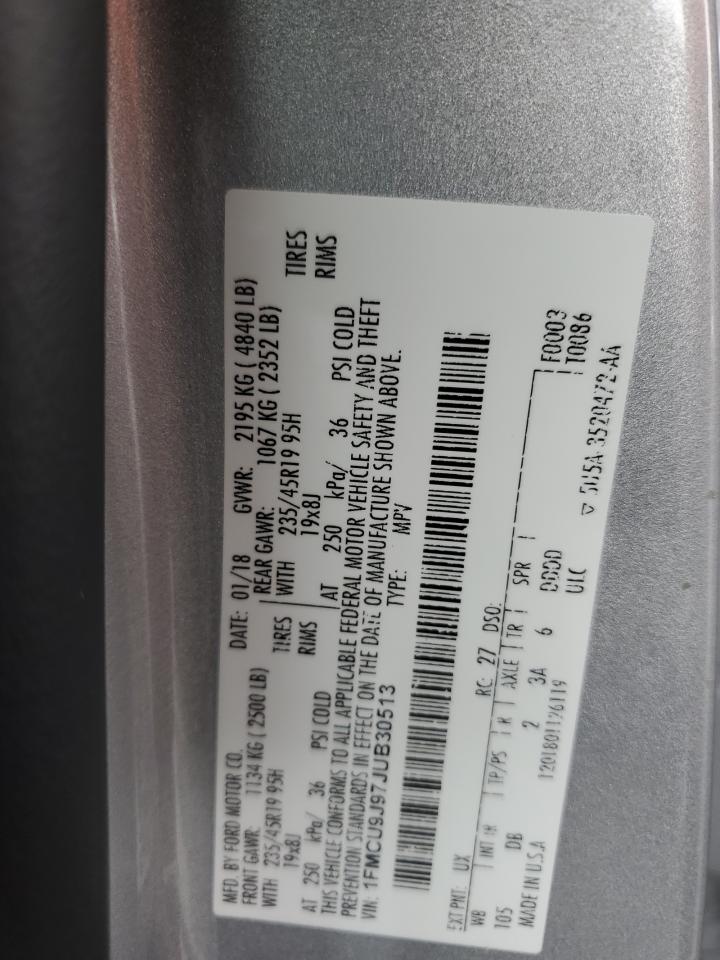 MFD. BY FORD MOTOR CO. DATE: 01/18 GVWR: 2195 KG ( 4840 LB)
FRONT GAWR: 1134 KG ( 2500 LB) REAR GAWR: 1067 KG ( 2352 LB)
WITH 235/45R19 95H TIRES WITH 235/45R19 95H TIRES
19x8J RIMS 19x8J RIMS
AT 250 kPa/ 36 PSI COLD AT 250 kPa/ 36 PSI COLD
THIS VEHICLE CONFORMS TO ALL APPLICABLE FEDERAL MOTOR VEHICLE SAFETY AND THEFT
PREVENTION STANDARDS IN EFFECT ON THE DATE OF MANUFACTURE SHOWN ABOVE.
VIN: 1FMCU9J97JUB30513 TYPE: MPV
EXT PNT: UX RC: 27 DSO:
WB INT TR TP/PS R AXLE TR SPR F0003
105 DB 2 3A 6 DDDD T0086
MADE IN U.S.A 1201801126119 ULC
5U5A-3520472-AA